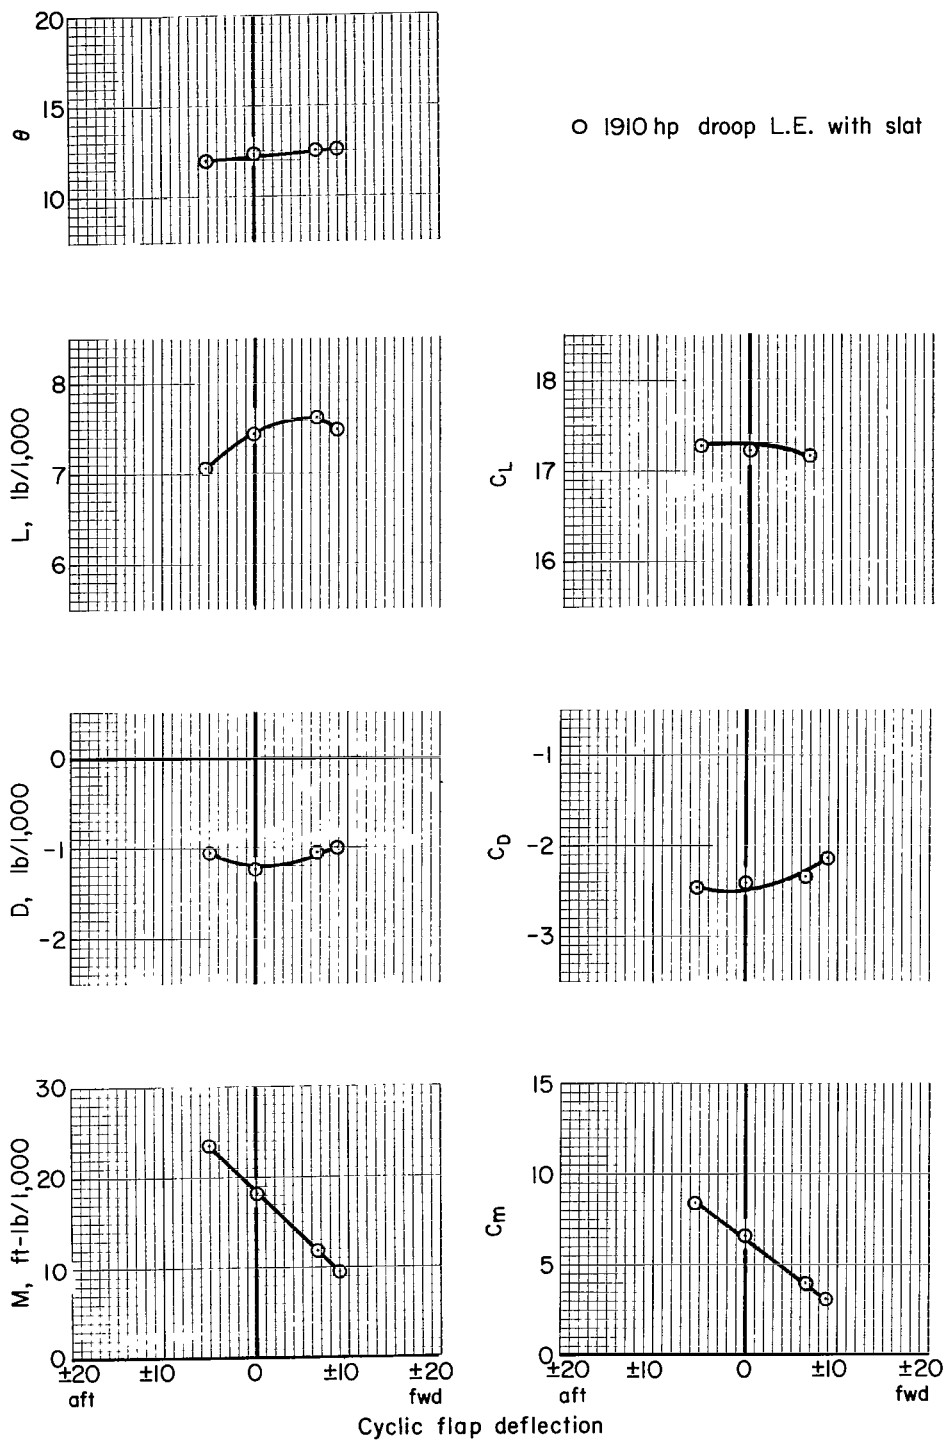 20
15
θ
10
1910 hp droop L.E. with slat
8
L, lb/1,000
7
6
18
C_L
17
16
0
D, lb/1,000
-1
-2
-1
C_D
-2
-3
30
M, ft-lb/1,000
20
10
0
±20 ±10 0 ±10 ±20
aft fwd
15
Cm
10
5
0
±20 ±10 0 ±10 ±20
aft fwd
Cyclic flap deflection